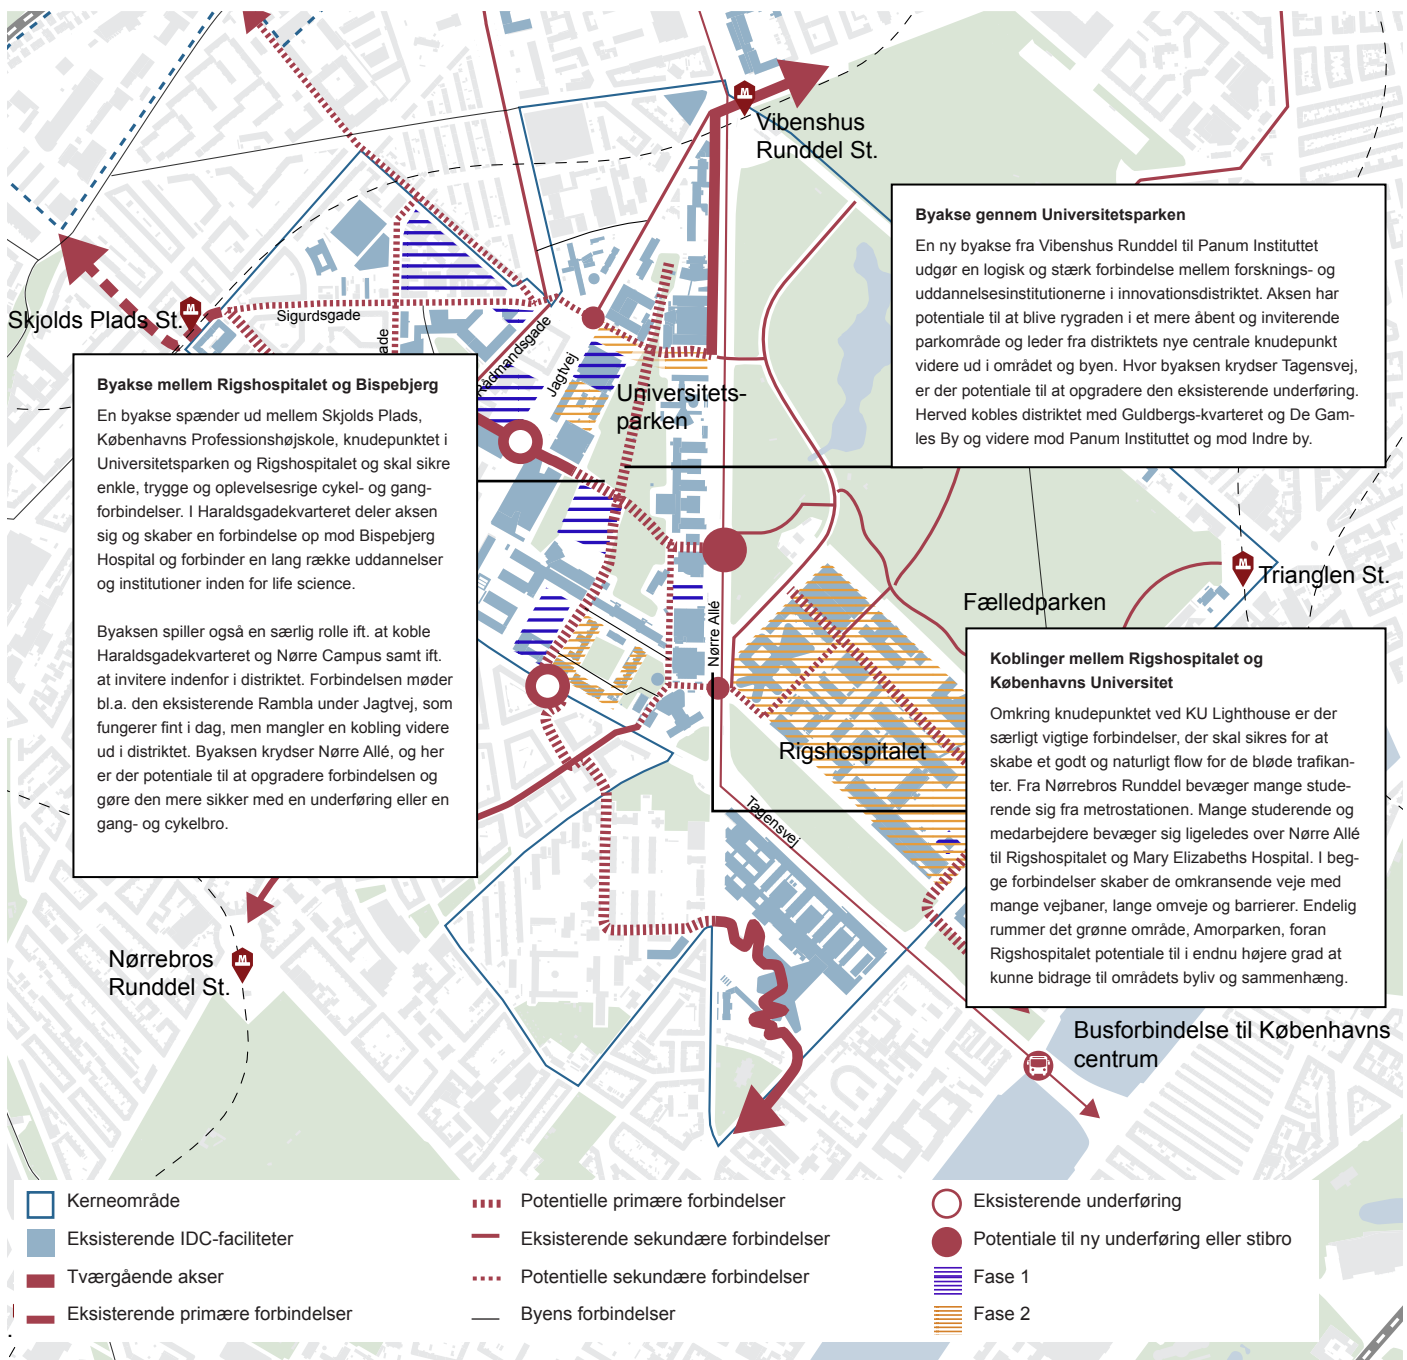 Vibenshus
Runddel St.
Byakse gennem Universitetsparken
En ny byakse fra Vibenshus Runddel til Panum Instituttet
udgør en logisk og stærk forbindelse mellem forsknings- og
uddannelsesinstitutionerne i innovationsdistriktet. Aksen har
potentiale til at blive rygraden i et mere åbent og inviterende
parkområde og leder fra distriktets nye centrale knudepunkt
videre ud i området og byen. Hvor byaksen krydser Tagensvej,
er der potentiale til at opgradere den eksisterende underføring.
Herved kobles distriktet med Guldbergs-kvarteret og De Gam-
les By og videre mod Panum Instituttet og mod Indre by.
Skjolds Plads St.
Sigurdsgade
ade
Rådmandsgade
Jagtvej
Universitets-
parken
Byakse mellem Rigshospitalet og Bispebjerg
En byakse spænder ud mellem Skjolds Plads,
Københavns Professionshøjskole, knudepunktet i
Universitetsparken og Rigshospitalet og skal sikre
enkle, trygge og oplevelsesrige cykel- og gang-
forbindelser. I Haraldsgadekvarteret deler aksen
sig og skaber en forbindelse op mod Bispebjerg
Hospital og forbinder en lang række uddannelser
og institutioner inden for life science.
Byaksen spiller også en særlig rolle ift. at koble
Haraldsgadekvarteret og Nørre Campus samt ift.
at invitere indenfor i distriktet. Forbindelsen møder
bl.a. den eksisterende Rambla under Jagtvej, som
fungerer fint i dag, men mangler en kobling videre
ud i distriktet. Byaksen krydser Nørre Allé, og her
er der potentiale til at opgradere forbindelsen og
gøre den mere sikker med en underføring eller en
gang- og cykelbro.
Trianglen St.
Fælledparken
Nørre Allé
Koblinger mellem Rigshospitalet og
Københavns Universitet
Omkring knudepunktet ved KU Lighthouse er der
særligt vigtige forbindelser, der skal sikres for at
skabe et godt og naturligt flow for de bløde trafikan-
ter. Fra Nørrebros Runddel bevæger mange stude-
rende sig fra metrostationen. Mange studerende og
medarbejdere bevæger sig ligeledes over Nørre Allé
til Rigshospitalet og Mary Elizabeths Hospital. I beg-
ge forbindelser skaber de omkransende veje med
mange vejbaner, lange omveje og barrierer. Endelig
rummer det grønne område, Amorparken, foran
Rigshospitalet potentiale til i endnu højere grad at
kunne bidrage til områdets byliv og sammenhæng.
Rigshospitalet
Tagensvej
Nørrebros
Runddel St.
Busforbindelse til Københavns
centrum
M
M
M
M
Kerneområde
Eksisterende IDC-faciliteter
Tværgående akser
Eksisterende primære forbindelser
Potentielle primære forbindelser
Eksisterende sekundære forbindelser
Potentielle sekundære forbindelser
Byens forbindelser
Eksisterende underføring
Potentiale til ny underføring eller stibro
Fase 1
Fase 2